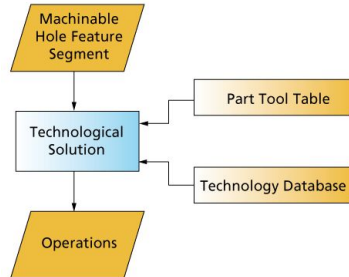 Machinable
Hole Feature
Segment
Part Tool Table
Technological
Solution
Technology Database
Operations